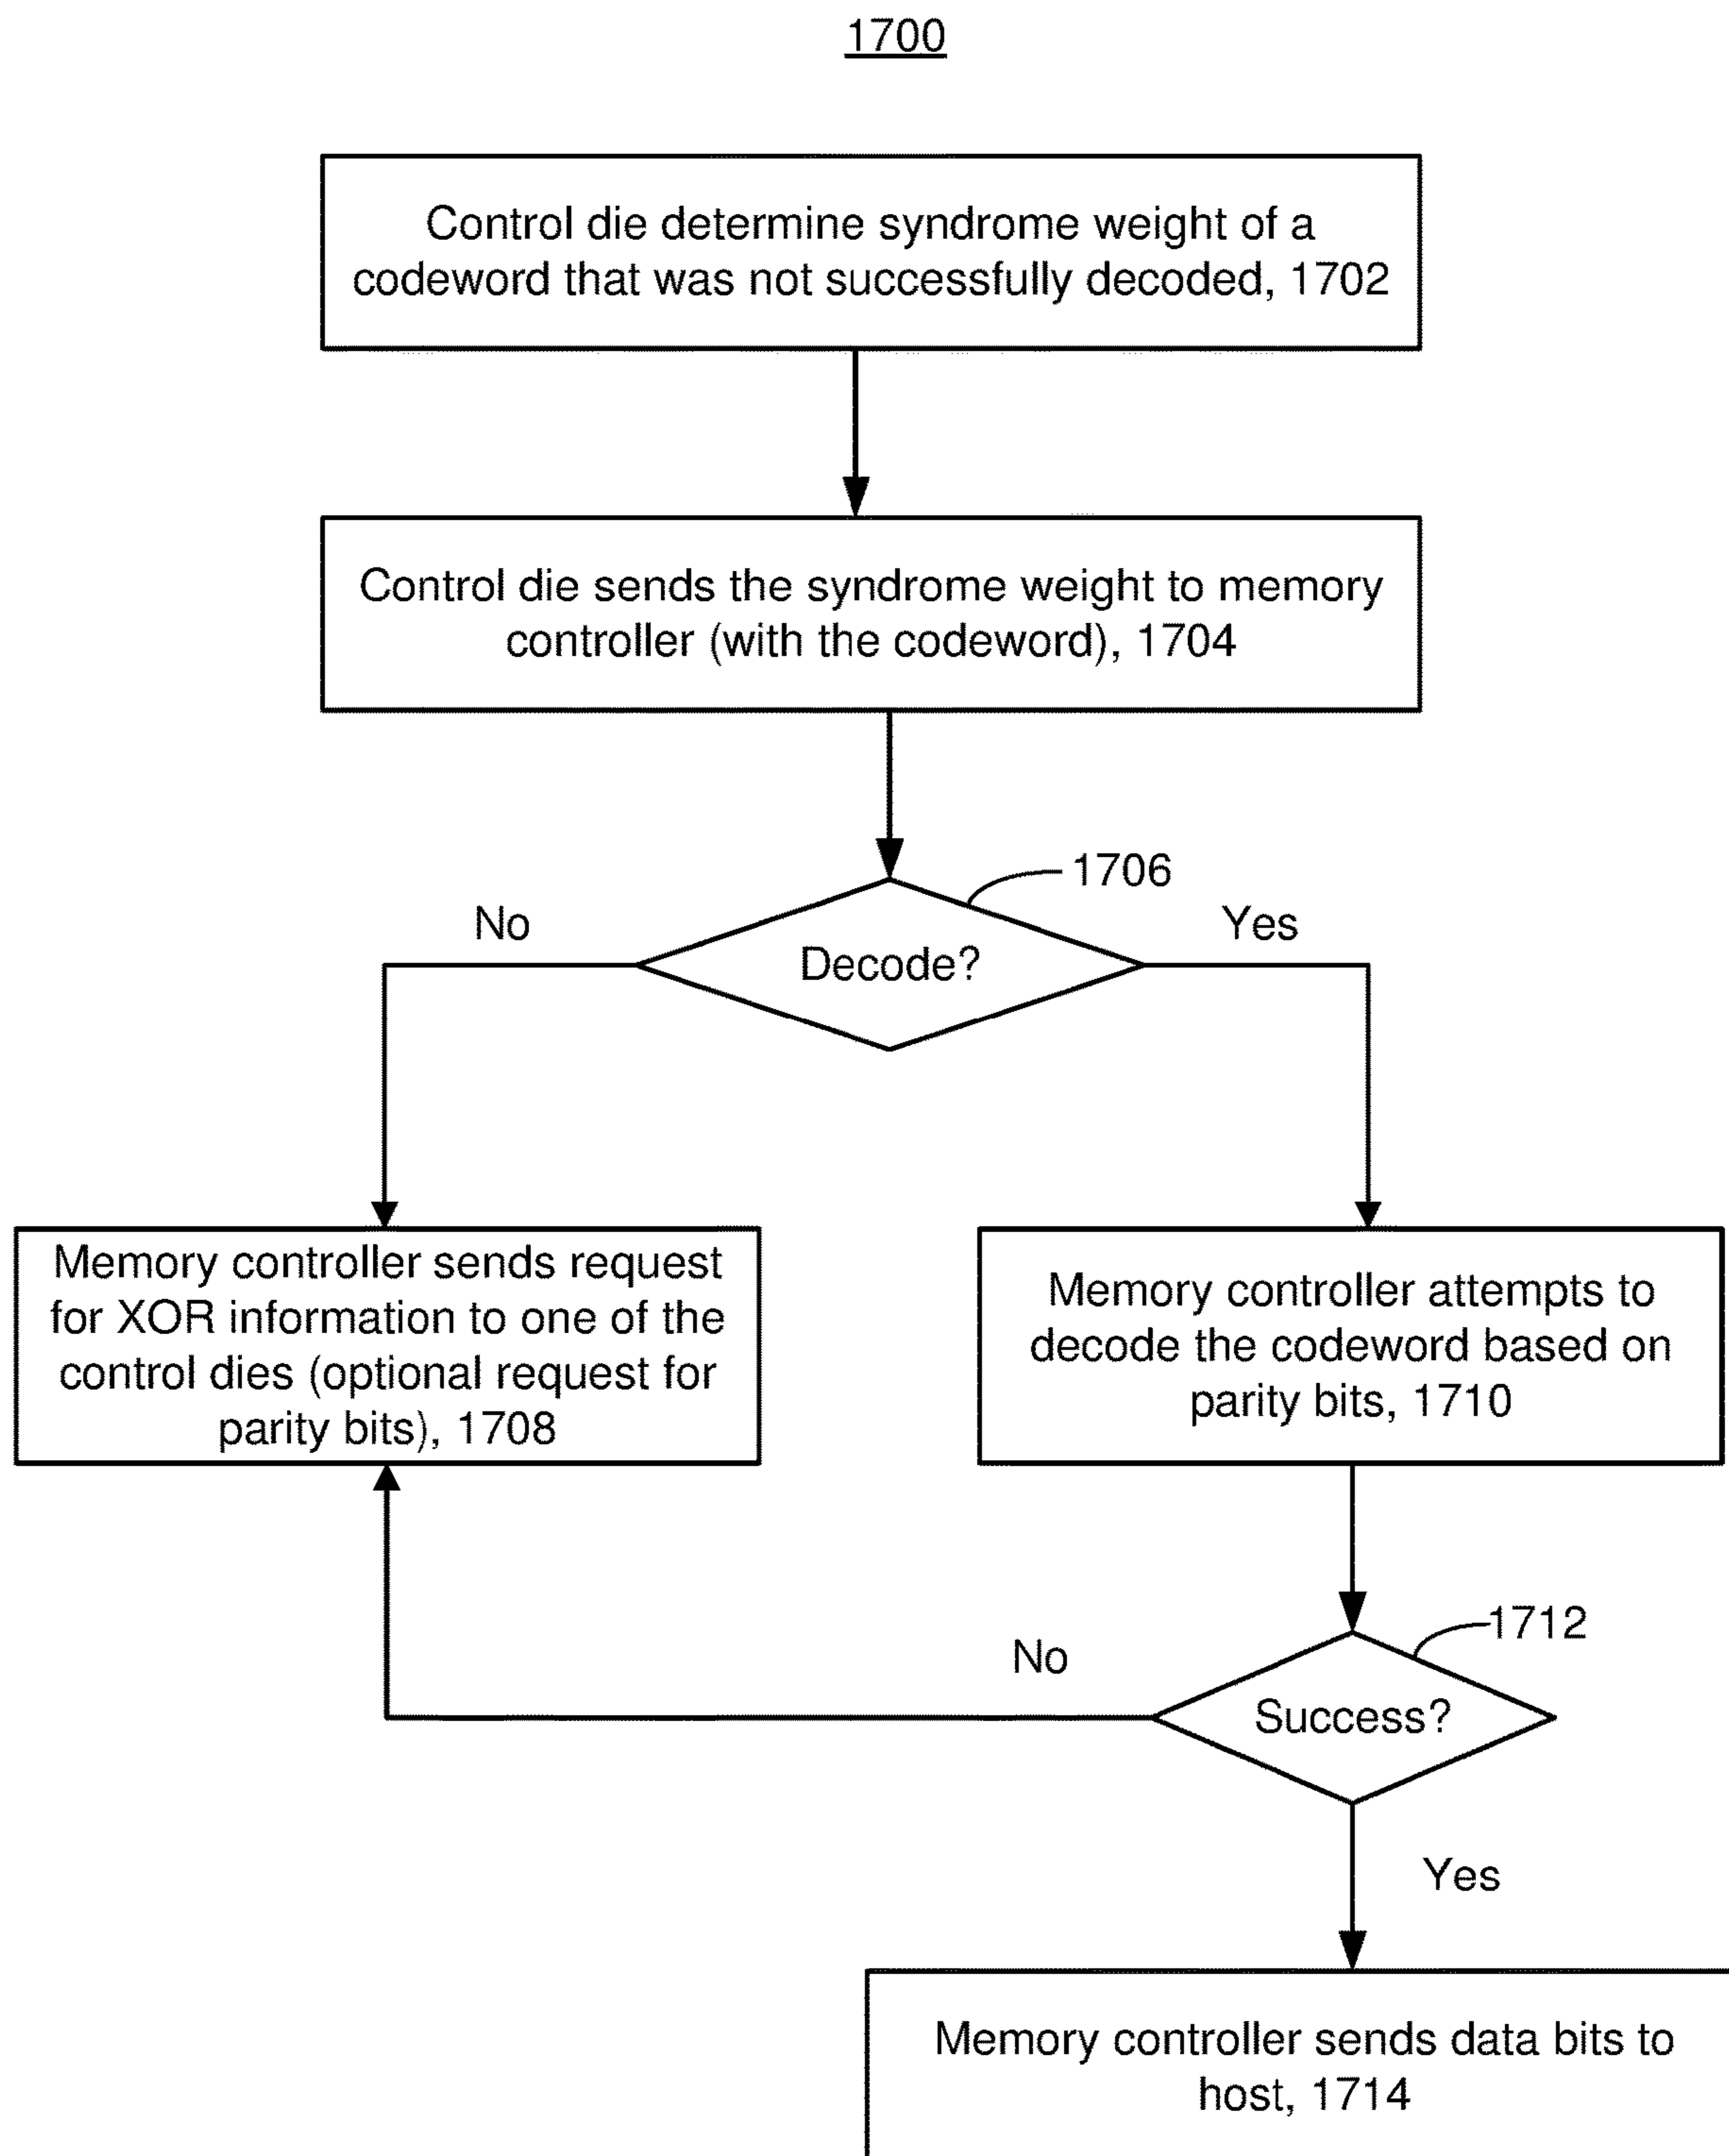 1700
Control die determine syndrome weight of a
codeword that was not successfully decoded, 1702
Control die sends the syndrome weight to memory
controller (with the codeword), 1704
1706
No
Yes
Decode?
Memory controller sends request
for XOR information to one of the
control dies (optional request for
parity bits), 1708
Memory controller attempts to
decode the codeword based on
parity bits, 1710
1712
No
Success?
Yes
Memory controller sends data bits to
host, 1714